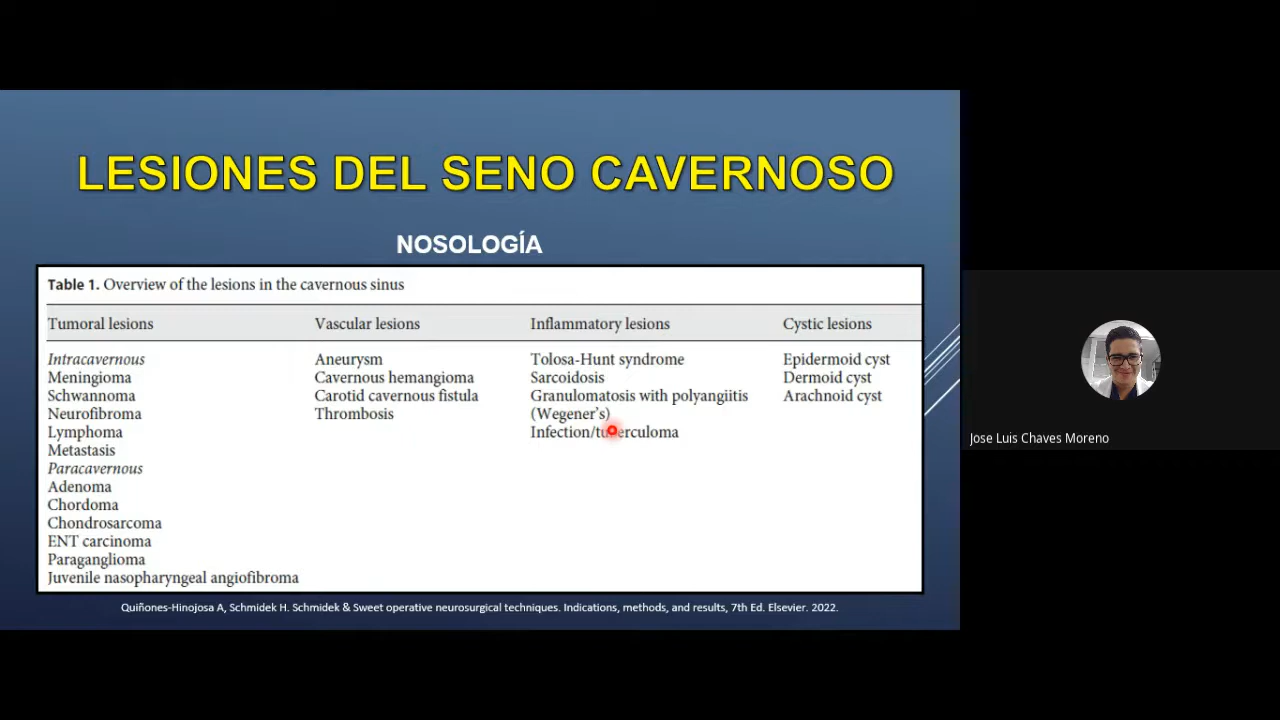 LESIONES DEL SENO CAVERNOSO
NOSOLOGÍA
Table 1. Overview of the lesions in the cavernous sinus
Tumoral lesions
Intracavernous
Meningioma
Schwannoma
Neurofibroma
Lymphoma
Metastasis
Paracavernous
Adenoma
Chordoma
Chondrosarcoma
ENT carcinoma
Paraganglioma
Juvenile nasopharyngeal angiofibroma
Vascular lesions
Aneurysm
Cavernous hemangioma
Carotid cavernous fistula
Thrombosis
Inflammatory lesions
Tolosa-Hunt syndrome
Sarcoidosis
Granulomatosis with polyangiitis
(Wegener's)
Infection/tuberculoma
Cystic lesions
Epidermoid cyst
Dermoid cyst
Arachnoid cyst
Quiñones-Hinojosa A, Schmidek H. Schmidek & Sweet operative neurosurgical techniques. Indications, methods, and results, 7th Ed. Elsevier. 2022.
Jose Luis Chaves Moreno